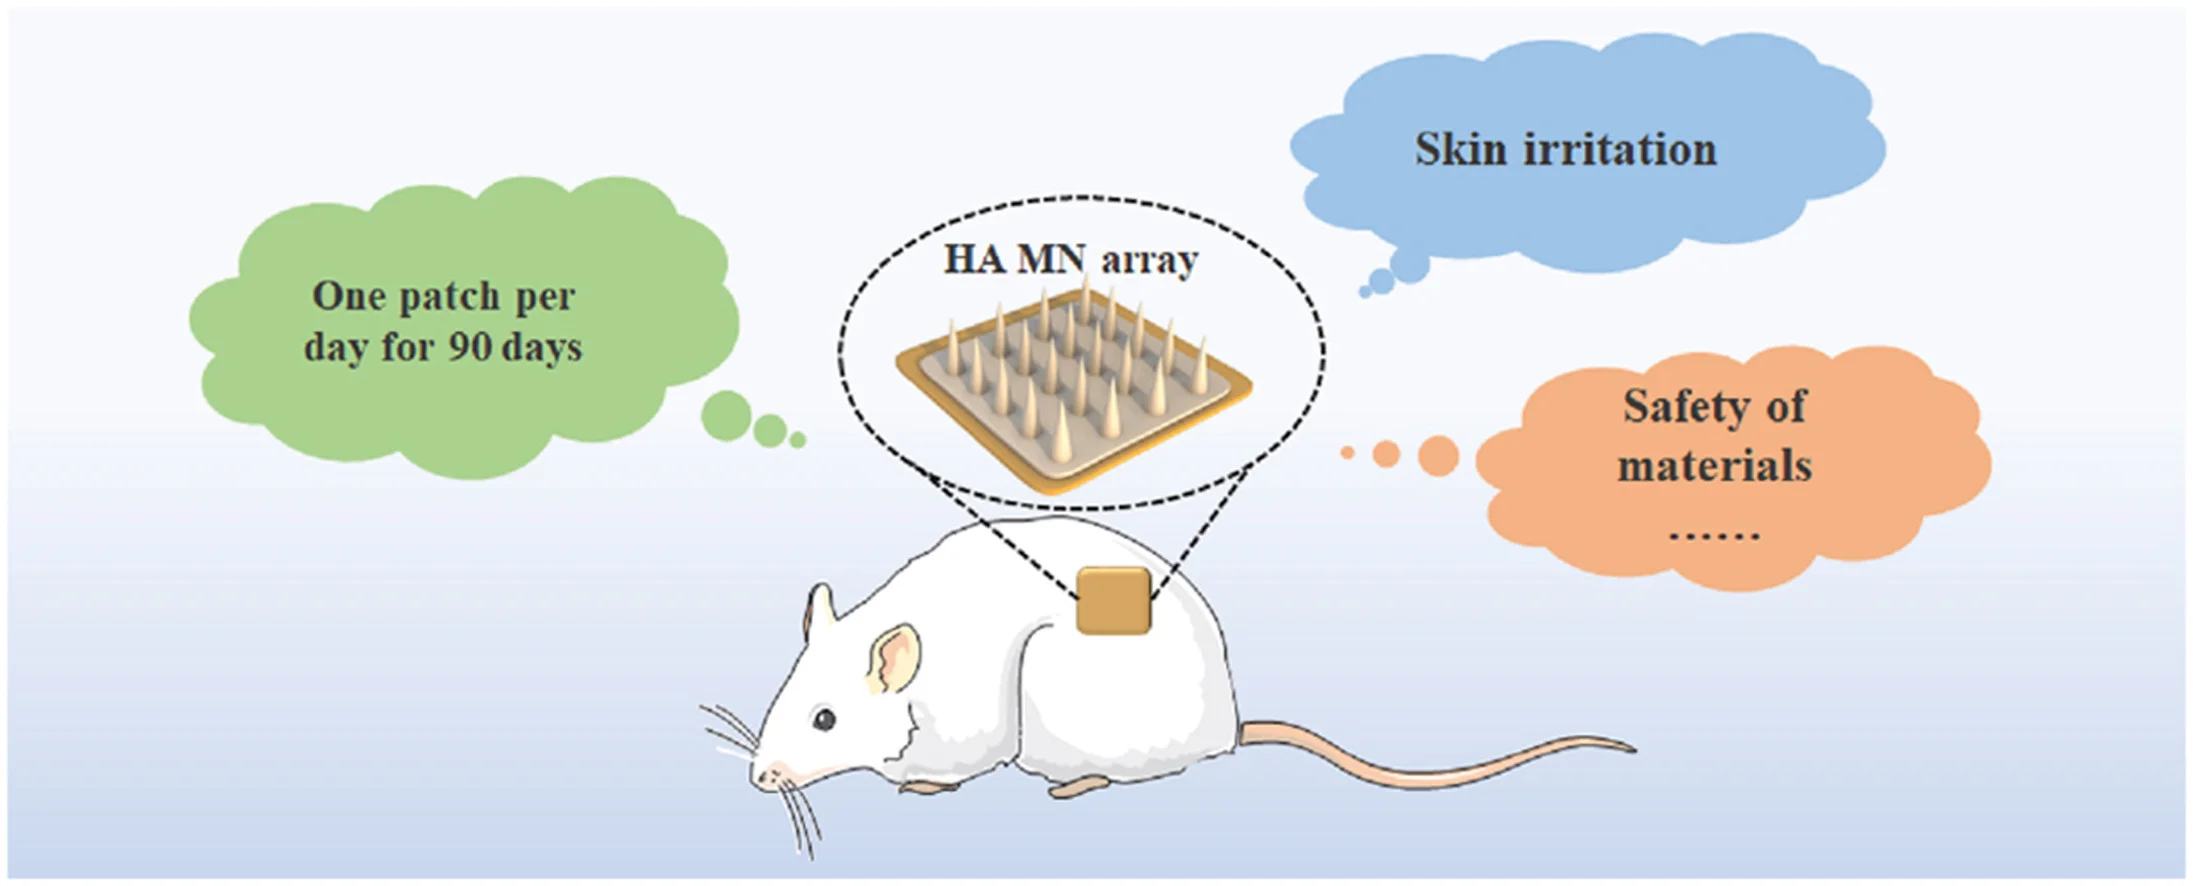 One patch per
day for 90 days
HA MN array
Skin irritation
Safety of
materials
......